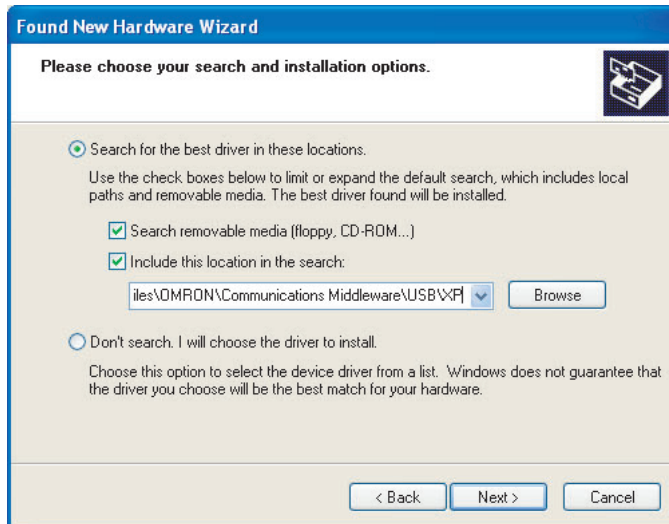 Found New Hardware Wizard
Please choose your search and installation options.
Search for the best driver in these locations.
Use the check boxes below to limit or expand the default search, which includes local
paths and removable media. The best driver found will be installed.
Search removable media (floppy, CD-ROM...)
Include this location in the search:
iles\OMRON\Communications Middleware\USB\XP
Browse
Don't search. I will choose the driver to install.
Choose this option to select the device driver from a list. Windows does not guarantee that
the driver you choose will be the best match for your hardware.
< Back
Next >
Cancel